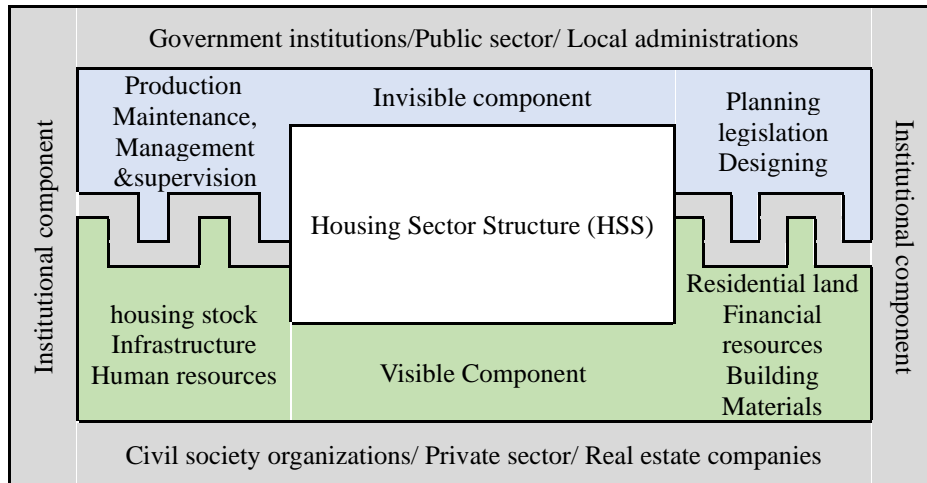 Government institutions/Public sector/ Local administrations
Institutional component
Production
Maintenance,
Management
&supervision
Invisible component
Planning
legislation
Designing
Housing Sector Structure (HSS)
housing stock
Infrastructure
Human resources
Visible Component
Residential land
Financial
resources
Building
Materials
Institutional component
Civil society organizations/ Private sector/ Real estate companies